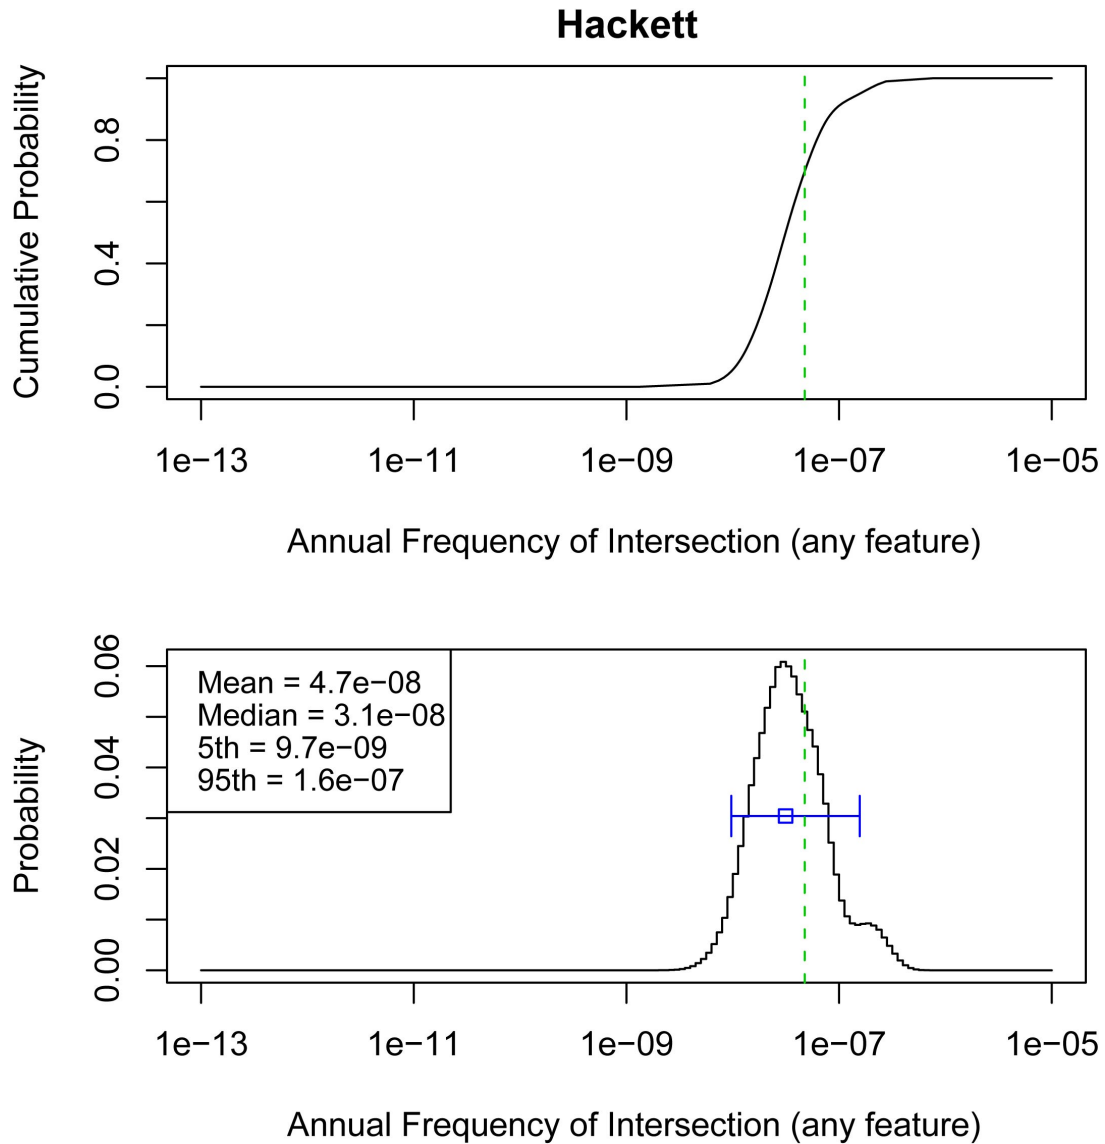 Hackett
Cumulative Probability
0.0
0.4
0.8
1e−13
1e−11
1e−09
1e−07
1e−05
Annual Frequency of Intersection (any feature)
Mean = 4.7e−08
Median = 3.1e−08
5th = 9.7e−09
95th = 1.6e−07
Probability
0.00
0.02
0.04
0.06
1e−13
1e−11
1e−09
1e−07
1e−05
Annual Frequency of Intersection (any feature)